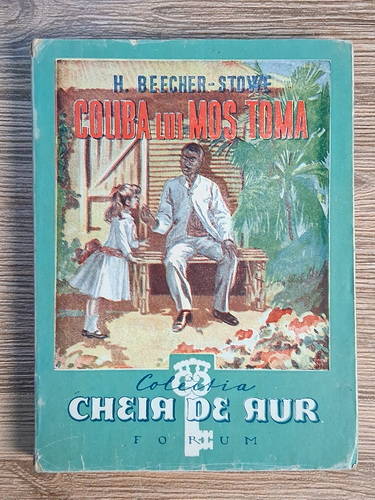 H. BEECHER-STOWE
COLIBA LUI MOȘ TOMA
Colecția
CHEIA DE AUR
FORUM